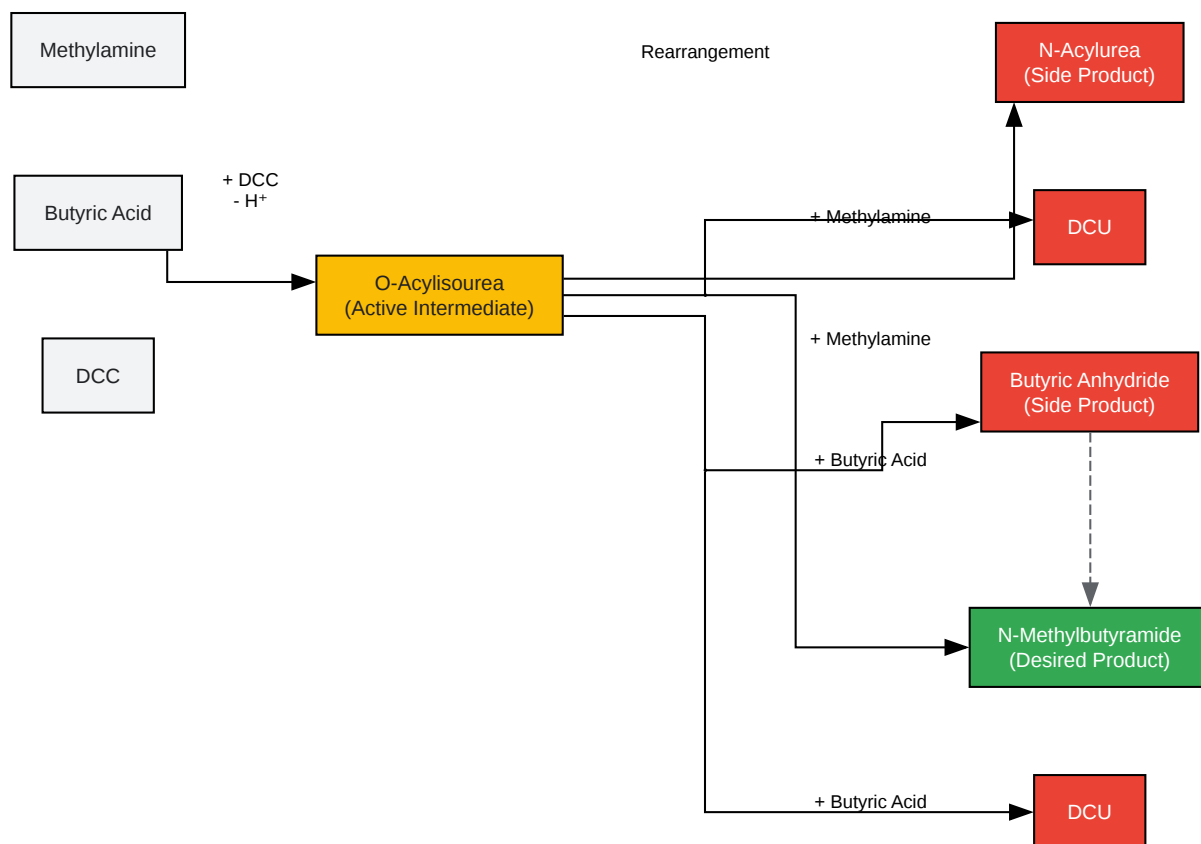 Methylamine
Rearrangement
N-Acylurea
(Side Product)
+ DCC
- H⁺
Butyric Acid
+ Methylamine
DCU
O-Acylisourea
(Active Intermediate)
+ Methylamine
DCC
Butyric Anhydride
(Side Product)
+ Butyric Acid
N-Methylbutyramide
(Desired Product)
+ Butyric Acid
DCU